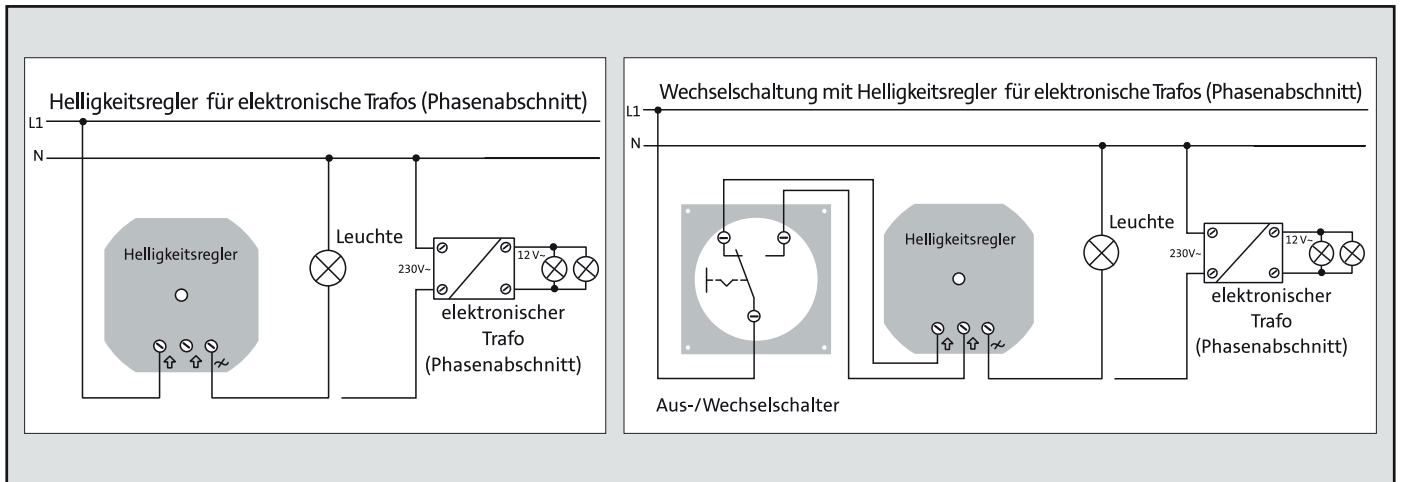 Helligkeitsregler für elektronische Trafos (Phasenabschnitt)
L1
N
Helligkeitsregler
Leuchte
230V~
12 V~
elektronischer
Trafo
(Phasenabschnitt)
Wechselschaltung mit Helligkeitsregler für elektronische Trafos (Phasenabschnitt)
L1
N
Helligkeitsregler
Leuchte
230V~
12 V~
elektronischer
Trafo
(Phasenabschnitt)
Aus-/Wechselschalter